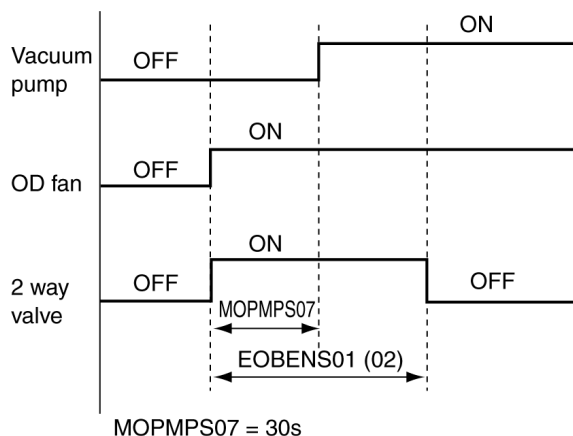 ON
Vacuum
pump
OFF
ON
OD fan
OFF
ON
2 way
valve
OFF
OFF
MOPMPS07
EOBENS01 (02)
MOPMPS07 = 30s